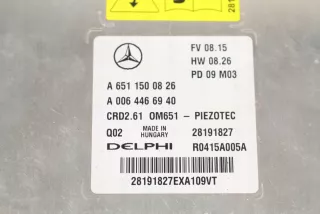 FV 08.15
HW 08.26
PD 09 M03
A 651 150 08 26
A 006 446 69 40
CRD2.61 OM651 - PIEZOTEC
Q02 MADE IN HUNGARY 28191827
DELPHI R0415A005A
28191827EXA109VT
281